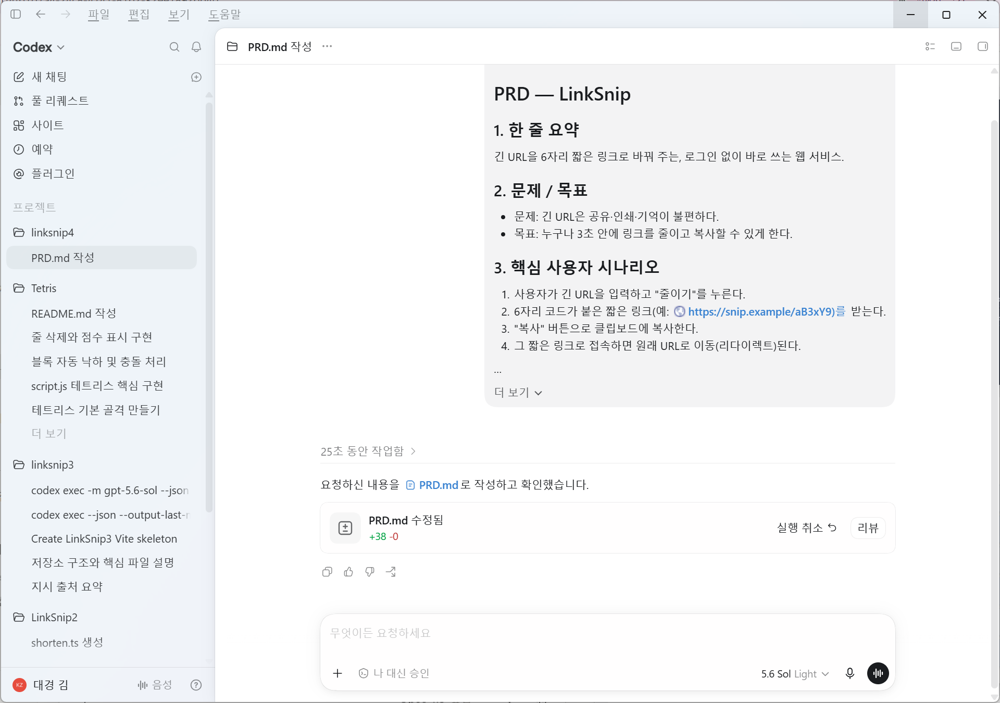 파일 편집 보기 도움말
Codex
새 채팅
풀 리퀘스트
사이트
예약
플러그인
프로젝트
linksnip4
PRD.md 작성
Tetris
README.md 작성
줄 삭제와 점수 표시 구현
블록 자동 낙하 및 충돌 처리
script.js 테트리스 핵심 구현
테트리스 기본 골격 만들기
더 보기
linksnip3
codex exec -m gpt-5.6-sol --json
codex exec --json --output-last-
Create LinkSnip3 Vite skeleton
저장소 구조와 핵심 파일 설명
지시 출처 요약
LinkSnip2
shorten.ts 생성
KZ 대경 김 음성
PRD.md 작성
PRD — LinkSnip
1. 한 줄 요약
긴 URL을 6자리 짧은 링크로 바꿔 주는, 로그인 없이 바로 쓰는 웹 서비스.
2. 문제 / 목표
• 문제: 긴 URL은 공유·인쇄·기억이 불편하다.
• 목표: 누구나 3초 안에 링크를 줄이고 복사할 수 있게 한다.
3. 핵심 사용자 시나리오
1. 사용자가 긴 URL을 입력하고 "줄이기"를 누른다.
2. 6자리 코드가 붙은 짧은 링크(예: https://snip.example/aB3xY9)를 받는다.
3. "복사" 버튼으로 클립보드에 복사한다.
4. 그 짧은 링크로 접속하면 원래 URL로 이동(리다이렉트)된다.
...
더 보기
25초 동안 작업함
요청하신 내용을 PRD.md로 작성하고 확인했습니다.
PRD.md 수정됨
+38 -0
실행 취소 리뷰
무엇이든 요청하세요
나 대신 승인
5.6 Sol Light